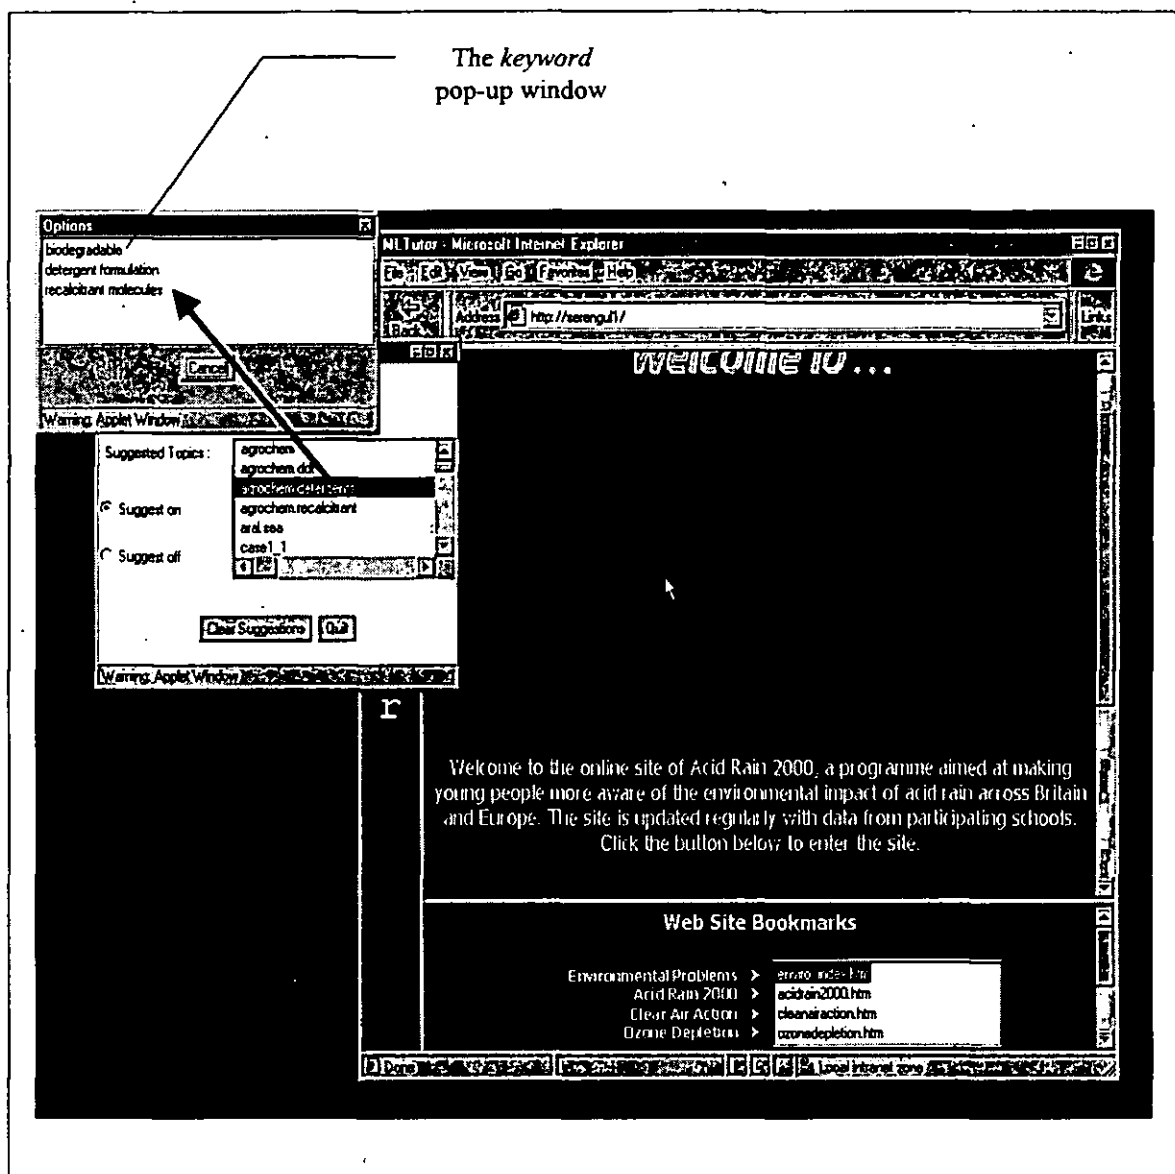 The keyword
pop-up window
Options
biodegradable
detergent formulation
recalcitrant molecules
Cancel
Warning: Applet Window
NLTutor - Microsoft Internet Explorer
File Edit View Go Favorites Help
Back
Address http://serengul1/
Links
Welcome to ...
Suggested Topics :
agrochem
agrochem.ddt
agrochem.detergents
agrochem.recalcitrant
aral.sea
case1_1
Suggest on
Suggest off
Clear Suggestions Quit
Warning: Applet Window
r
Welcome to the online site of Acid Rain 2000, a programme aimed at making
young people more aware of the environmental impact of acid rain across Britain
and Europe. The site is updated regularly with data from participating schools.
Click the button below to enter the site.
Web Site Bookmarks
Environmental Problems > enviro_index.htm
Acid Rain 2000 > acidrain2000.htm
Clear Air Action > cleanairaction.htm
Ozone Depletion > ozonedepletion.htm
Done
Local intranet zone